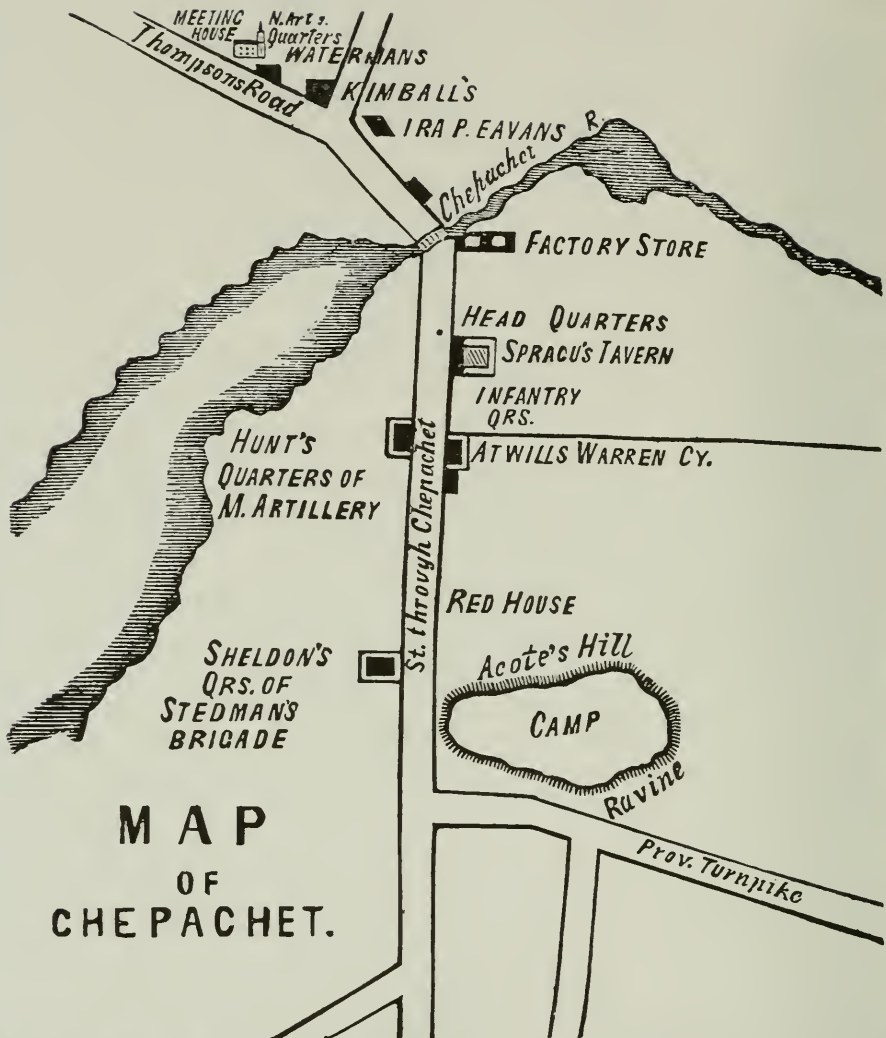 MEETING
HOUSE
N. Art y.
Quarters
WATERMANS
Thompsons Road
KIMBALL'S
IRA P. EAVANS
Chepachet R.
FACTORY STORE
HEAD QUARTERS
SPRAGU'S TAVERN
INFANTRY
QRS.
HUNT'S
QUARTERS OF
M. ARTILLERY
ATWILLS WARREN CY.
St. through Chepachet
RED HOUSE
SHELDON'S
QRS. OF
STEDMAN'S
BRIGADE
Acote's Hill
CAMP
Ravine
Prov. Turnpike
MAP
OF
CHEPACHET.